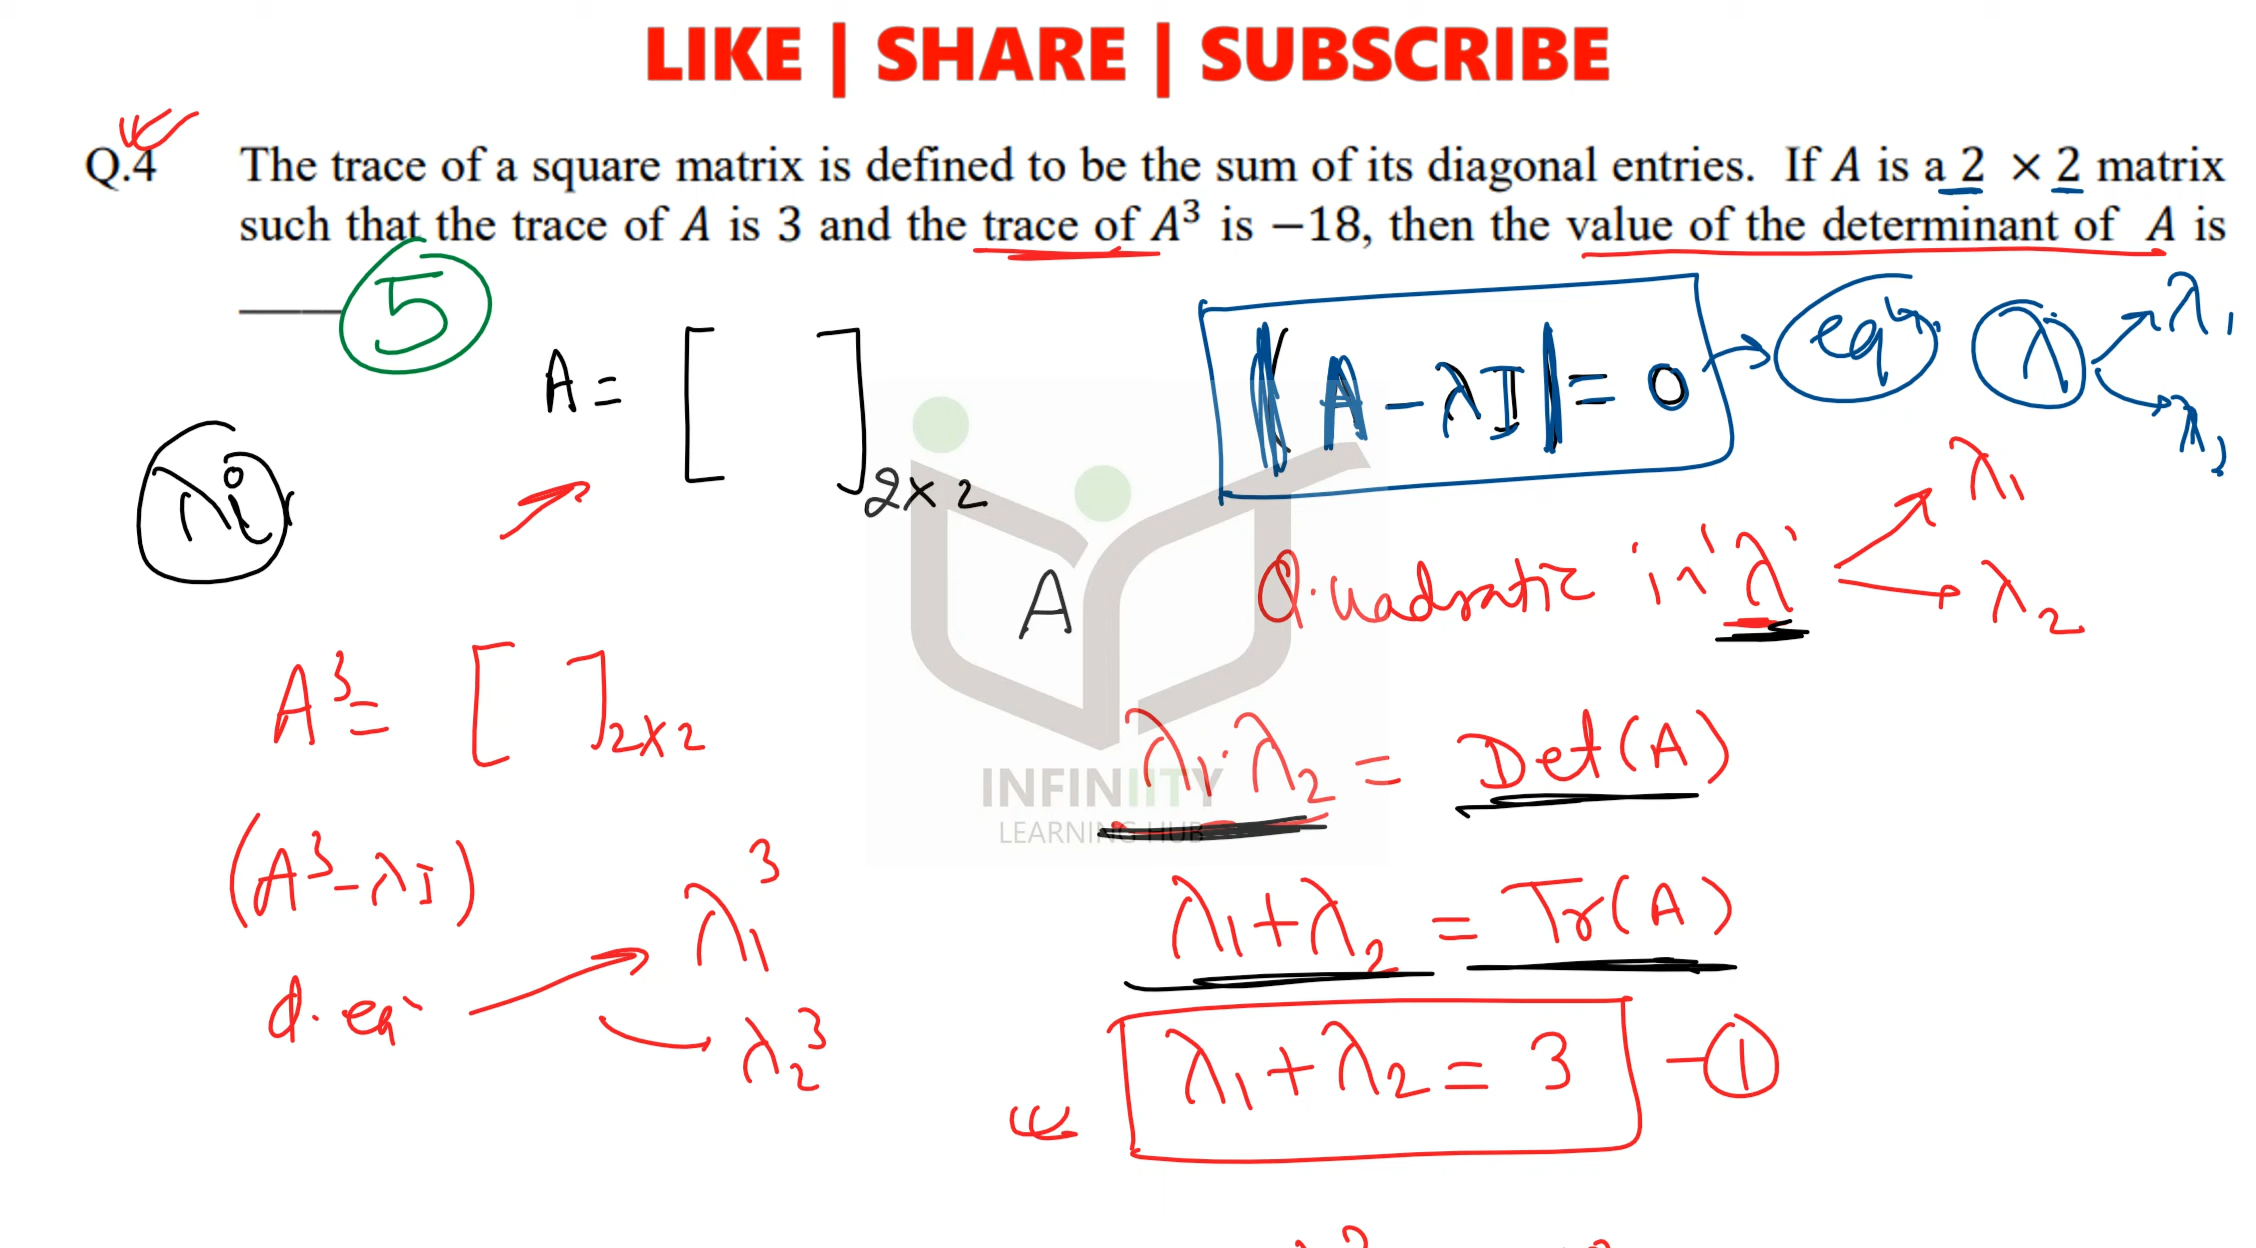 LIKE | SHARE | SUBSCRIBE
Q.4 The trace of a square matrix is defined to be the sum of its diagonal entries. If A is a 2 × 2 matrix
such that the trace of A is 3 and the trace of A³ is −18, then the value of the determinant of A is
_____ 5
A = [ ]2×2
|A − λI| = 0 → eqn. λ → λ1
λ2
λi
Quadratic in 'λ' → λ1
→ λ2
A
A³ = [ ]2×2
λ1·λ2 = Det(A)
INFINIITY
LEARNING HUB
(A³ − λI)
λ1³
λ1 + λ2 = Tr(A)
Q. eqn
λ2³
λ1 + λ2 = 3 — ①